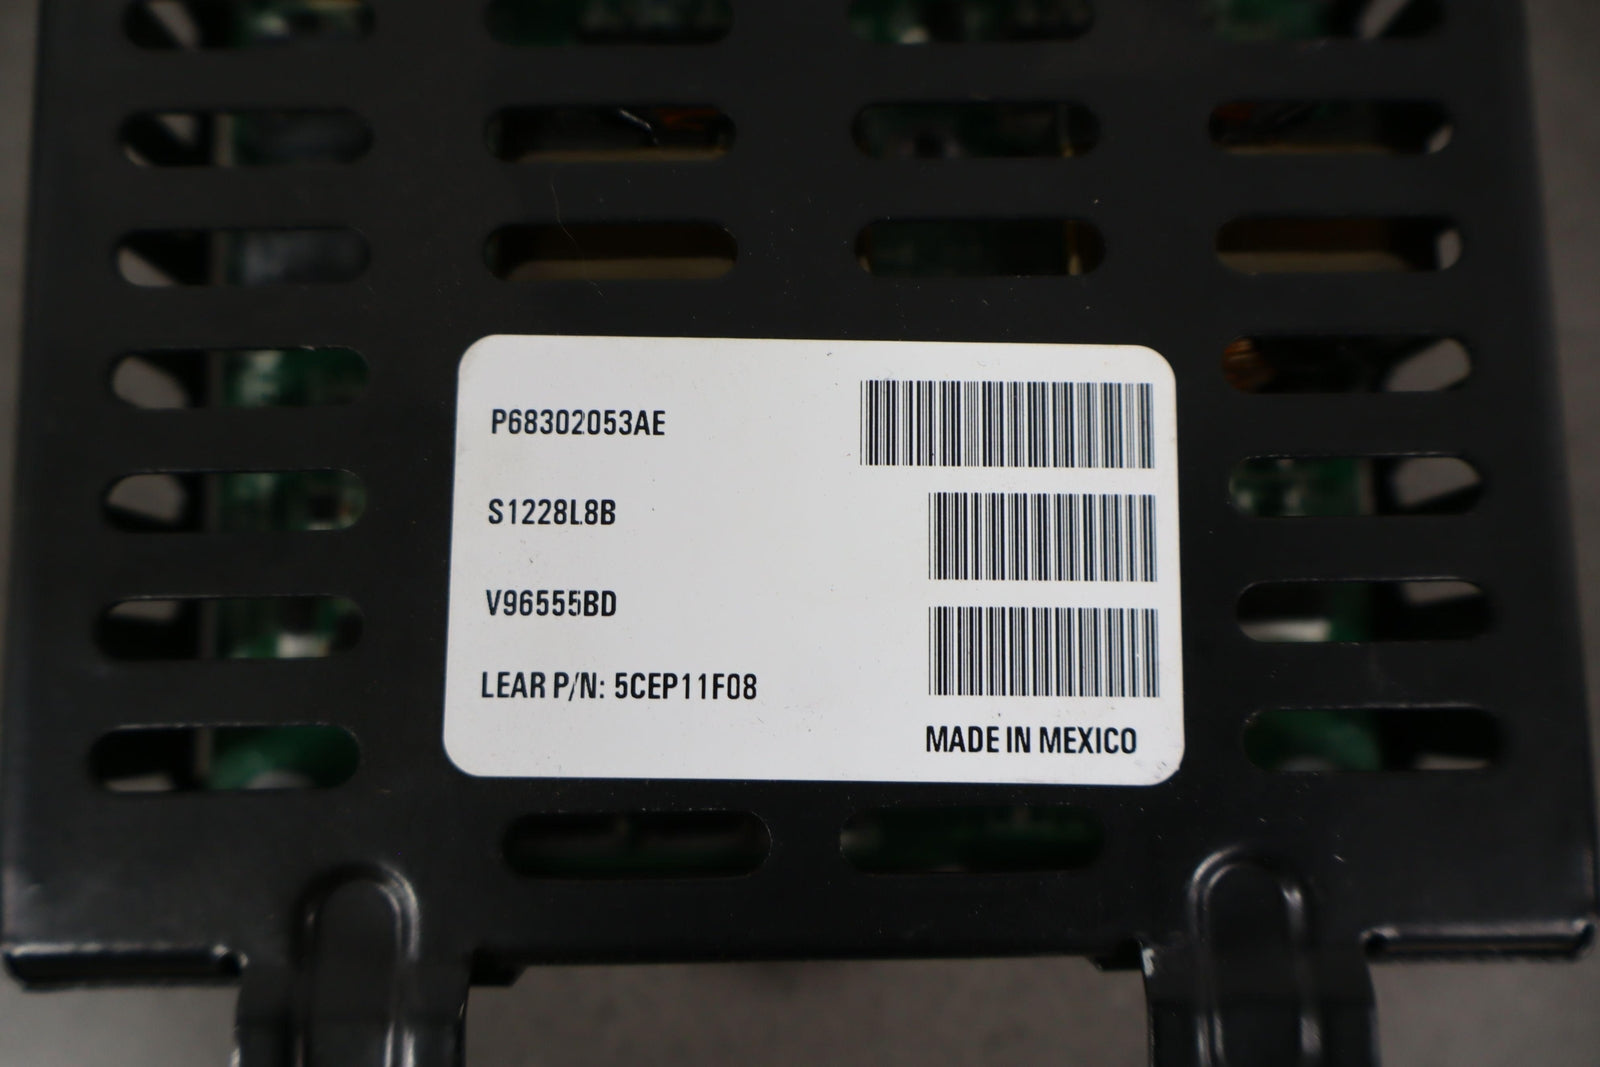 P68302053AE
S1228L8B
V96555BD
LEAR P/N: 5CEP11F08
MADE IN MEXICO